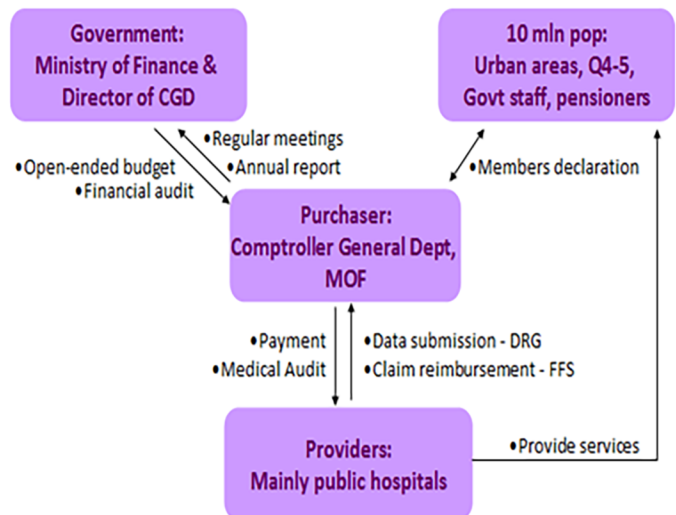 Government:
Ministry of Finance &
Director of CGD
10 mln pop:
Urban areas, Q4-5,
Govt staff, pensioners
•Regular meetings
•Annual report
•Open-ended budget
•Financial audit
•Members declaration
Purchaser:
Comptroller General Dept,
MOF
•Payment
•Medical Audit
•Data submission - DRG
•Claim reimbursement - FFS
Providers:
Mainly public hospitals
•Provide services